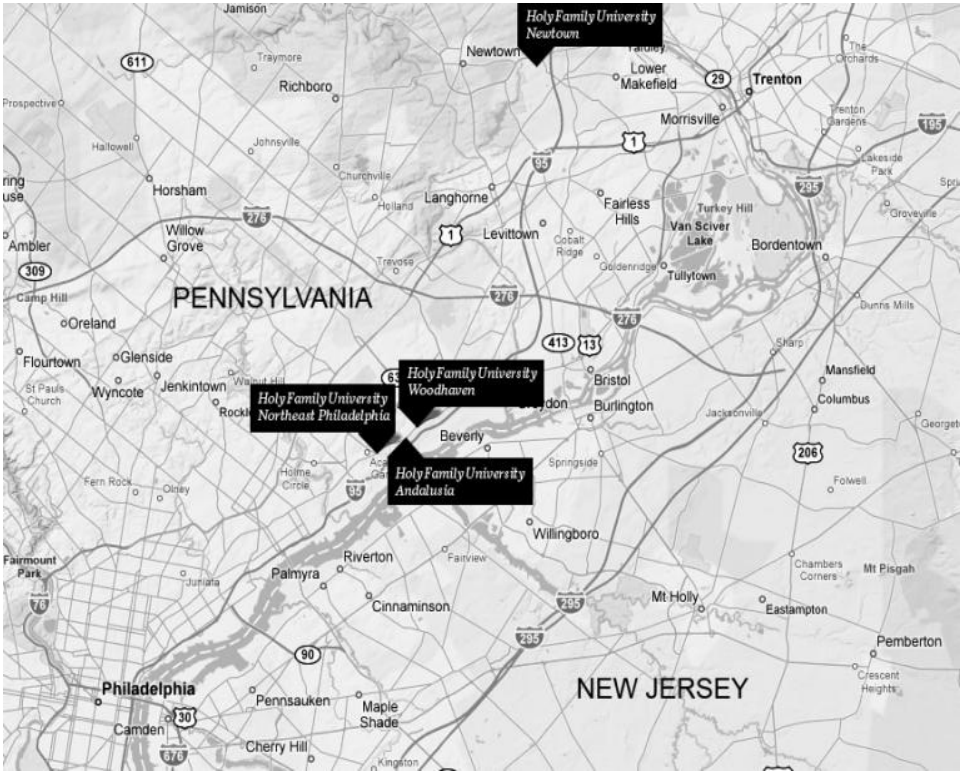 Jamison
Holy Family University
Newtown
611
Traymore
Newtown
Yardley
The
Orchards
Lower
Makefield
29
Trenton
Richboro
Prospective
Morrisville
Trenton
Gardens
195
Hallowell
Johnsville
1
95
Lakeside
Park
Churchville
Horsham
Langhorne
Holland
Fairless
Hills
295
Turkey Hill
Groveville
276
Van Sciver
Lake
Willow
Grove
1
Levittown
Cobalt
Ridge
Bordentown
Ambler
Trevose
Goldenridge
Tullytown
309
Camp Hill
PENNSYLVANIA
276
276
Dunns Mills
Oreland
413
13
Sharp
Flourtown
Glenside
Holy Family University
Woodhaven
Mansfield
Wyncote
Jenkintown
Walnut Hill
Bristol
St Pauls
Church
Holy Family University
Northeast Philadelphia
Columbus
Croydon
Burlington
Jacksonville
Beverly
206
Holme
Circle
Holy Family University
Andalusia
Springside
Fern Rock
Olney
95
Folwell
Willingboro
Fairmount
Park
Riverton
Fairview
Chambers
Corners
Mt Pisgah
Juniata
Palmyra
76
Cinnaminson
295
Mt Holly
Eastampton
295
90
Pemberton
Crescent
Heights
Philadelphia
Pennsauken
Maple
Shade
NEW JERSEY
Camden
30
676
Cherry Hill
Kingston